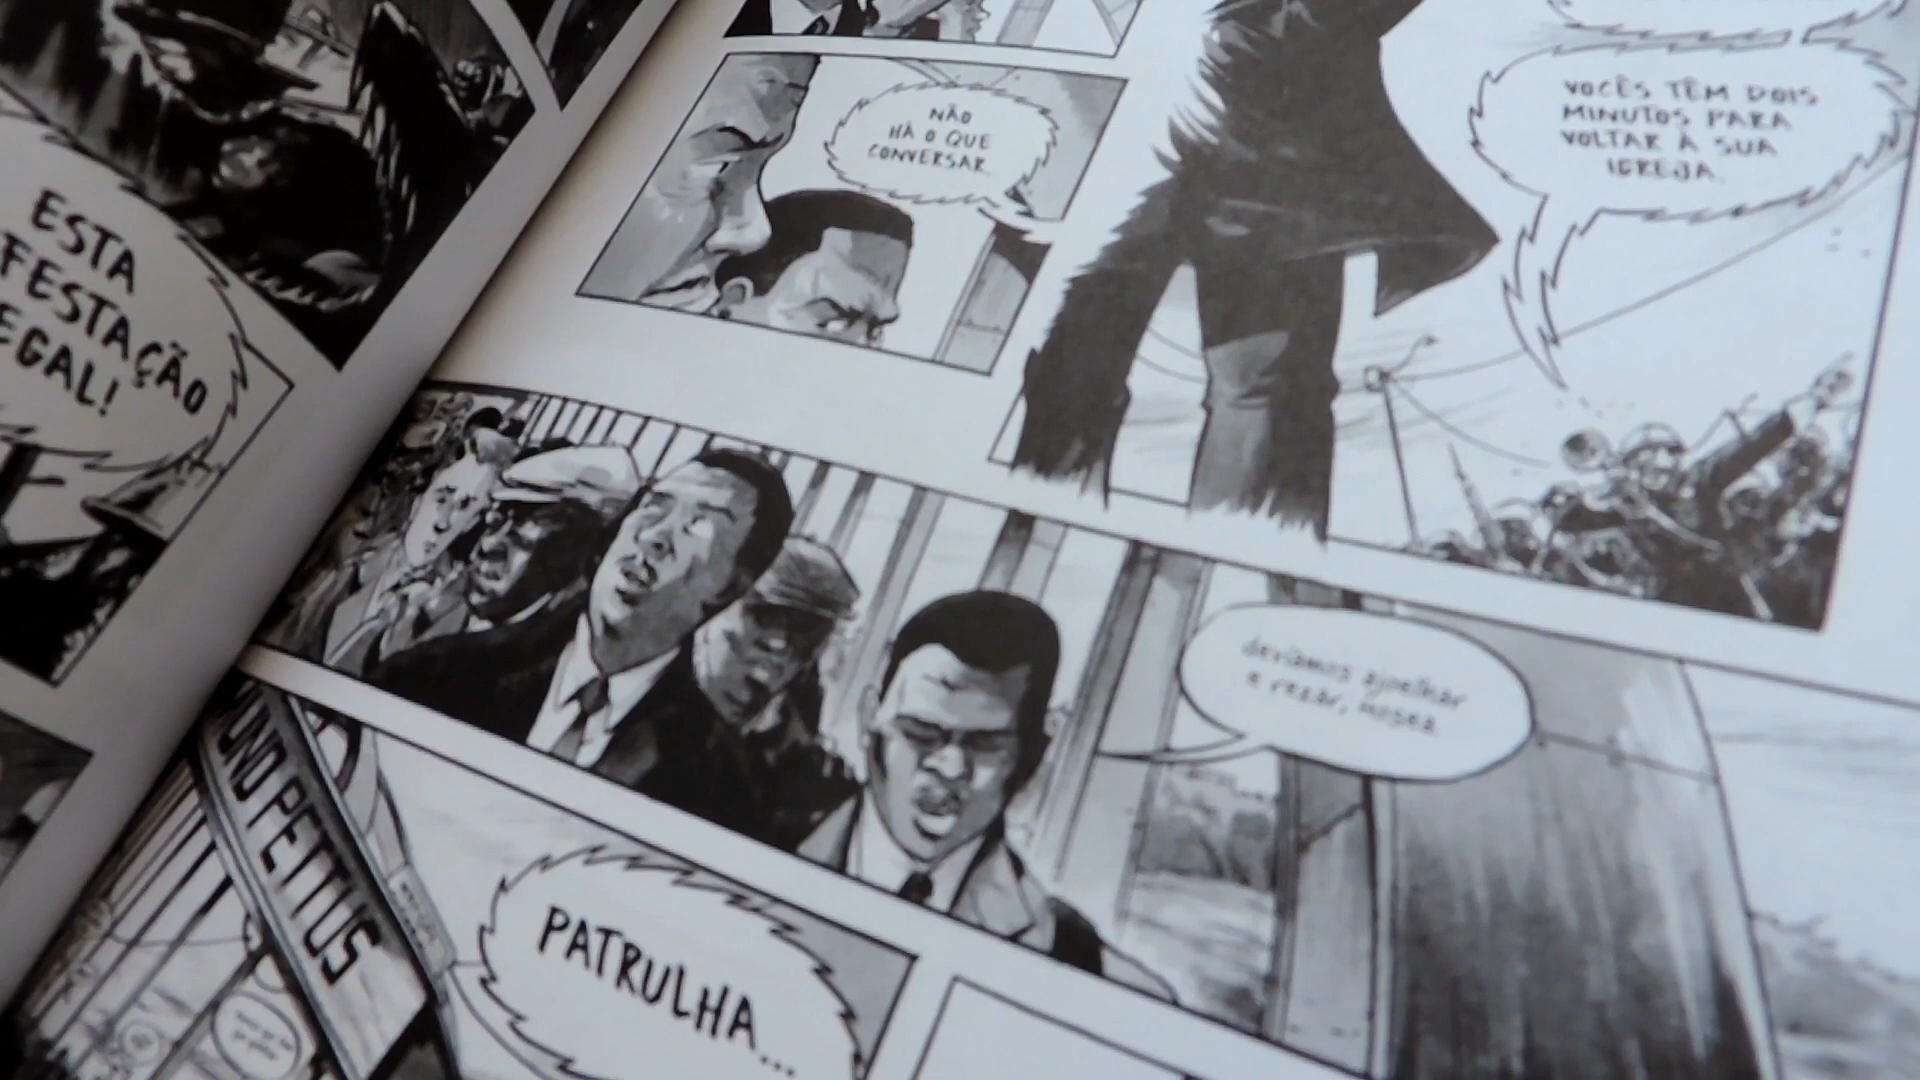 ESTA
FESTAÇÃO
EGAL!
NÃO
HÁ O QUE
CONVERSAR.
VOCÊS TÊM DOIS
MINUTOS PARA
VOLTAR À SUA
IGREJA.
devíamos ajoelhar
e rezar, hosea
UND PETTUS
PATRULHA...